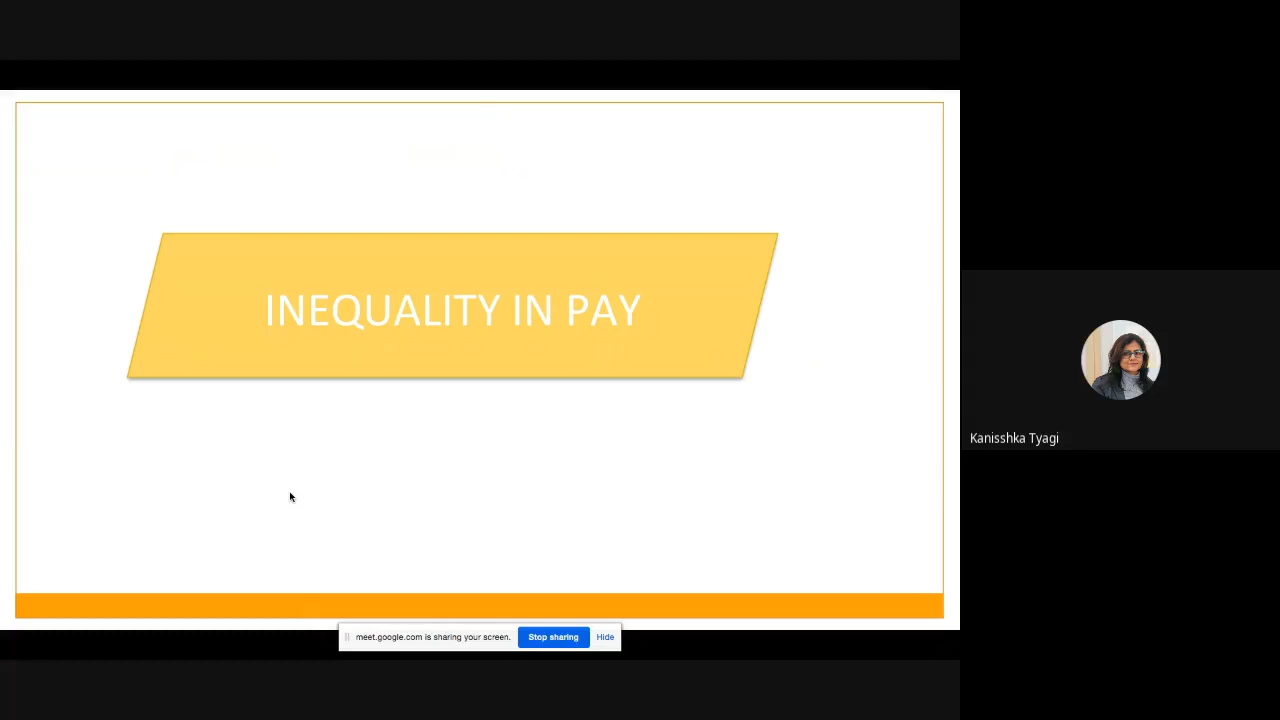 INEQUALITY IN PAY
Kanisshka Tyagi
meet.google.com is sharing your screen. Stop sharing Hide